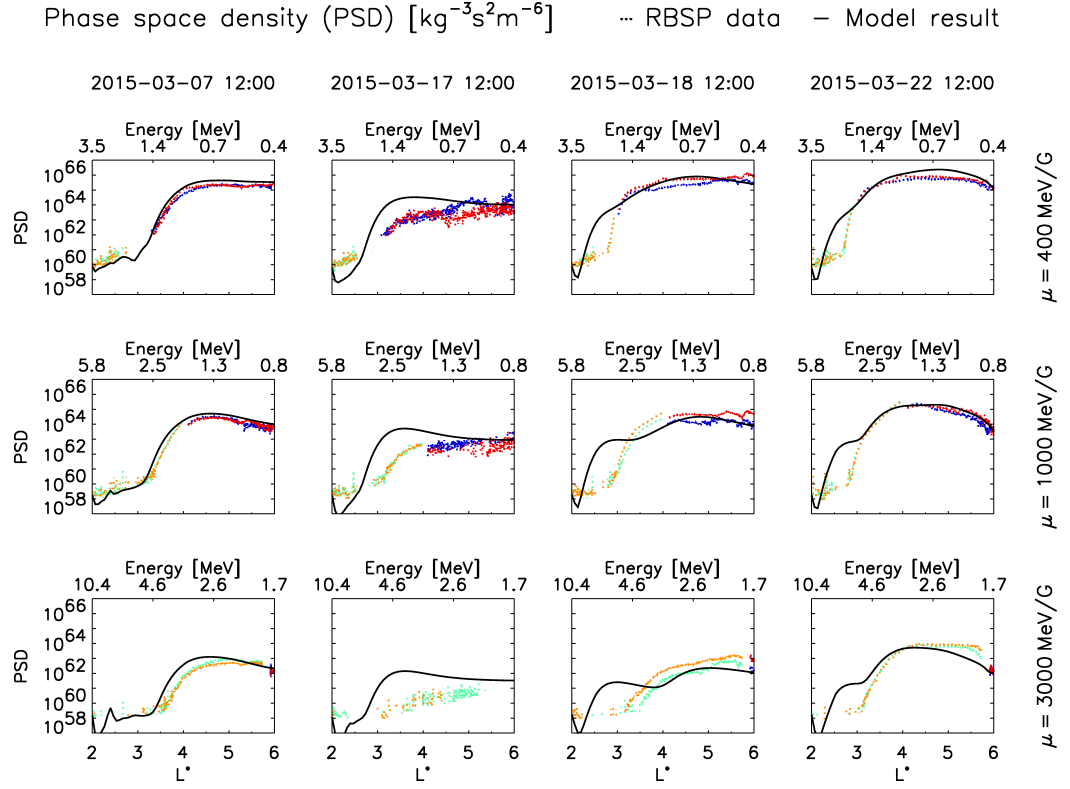 Phase space density (PSD) [kg⁻³s²m⁻⁶] ··· RBSP data — Model result
2015−03−07 12:00 2015−03−17 12:00 2015−03−18 12:00 2015−03−22 12:00
Energy [MeV] Energy [MeV] Energy [MeV] Energy [MeV]
3.5 1.4 0.7 0.4 3.5 1.4 0.7 0.4 3.5 1.4 0.7 0.4 3.5 1.4 0.7 0.4
10⁶⁶
10⁶⁴
10⁶²
10⁶⁰
10⁵⁸
PSD
μ = 400 MeV/G
Energy [MeV] Energy [MeV] Energy [MeV] Energy [MeV]
5.8 2.5 1.3 0.8 5.8 2.5 1.3 0.8 5.8 2.5 1.3 0.8 5.8 2.5 1.3 0.8
10⁶⁶
10⁶⁴
10⁶²
10⁶⁰
10⁵⁸
PSD
μ = 1000 MeV/G
Energy [MeV] Energy [MeV] Energy [MeV] Energy [MeV]
10.4 4.6 2.6 1.7 10.4 4.6 2.6 1.7 10.4 4.6 2.6 1.7 10.4 4.6 2.6 1.7
10⁶⁶
10⁶⁴
10⁶²
10⁶⁰
10⁵⁸
PSD
μ = 3000 MeV/G
2 3 4 5 6 2 3 4 5 6 2 3 4 5 6 2 3 4 5 6
L* L* L* L*